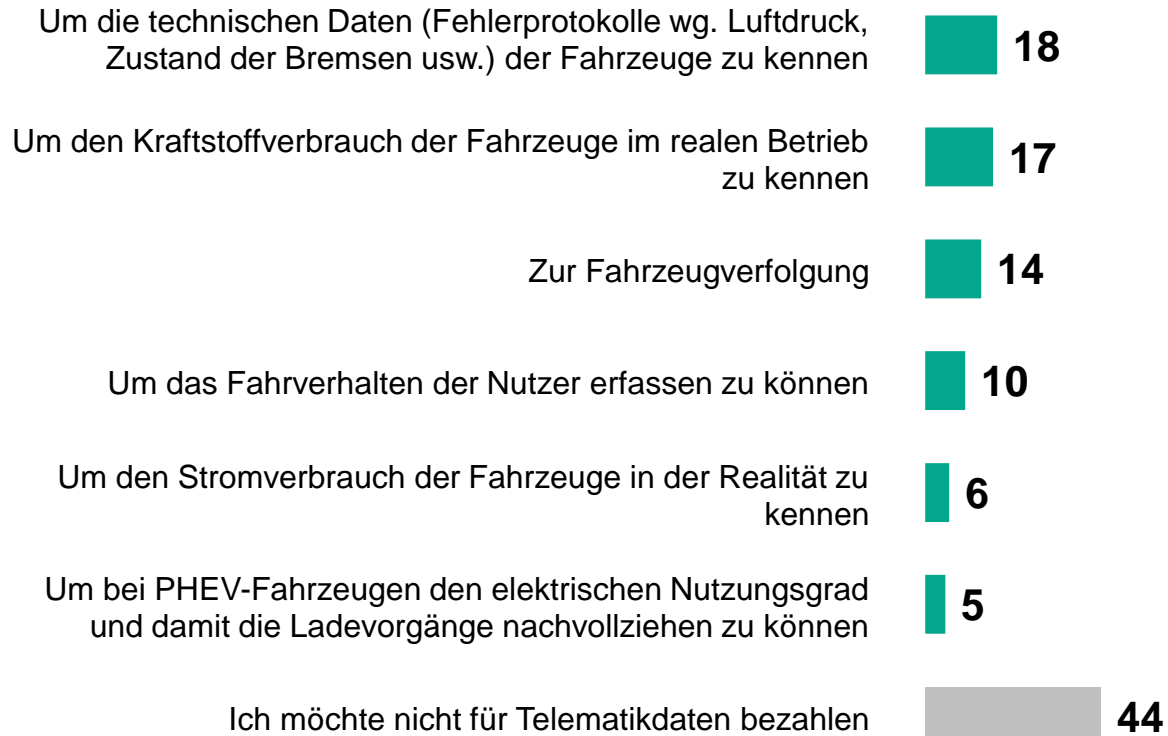 Um die technischen Daten (Fehlerprotokolle wg. Luftdruck,
Zustand der Bremsen usw.) der Fahrzeuge zu kennen
18
Um den Kraftstoffverbrauch der Fahrzeuge im realen Betrieb
zu kennen
17
Zur Fahrzeugverfolgung
14
Um das Fahrverhalten der Nutzer erfassen zu können
10
Um den Stromverbrauch der Fahrzeuge in der Realität zu
kennen
6
Um bei PHEV-Fahrzeugen den elektrischen Nutzungsgrad
und damit die Ladevorgänge nachvollziehen zu können
5
Ich möchte nicht für Telematikdaten bezahlen
44